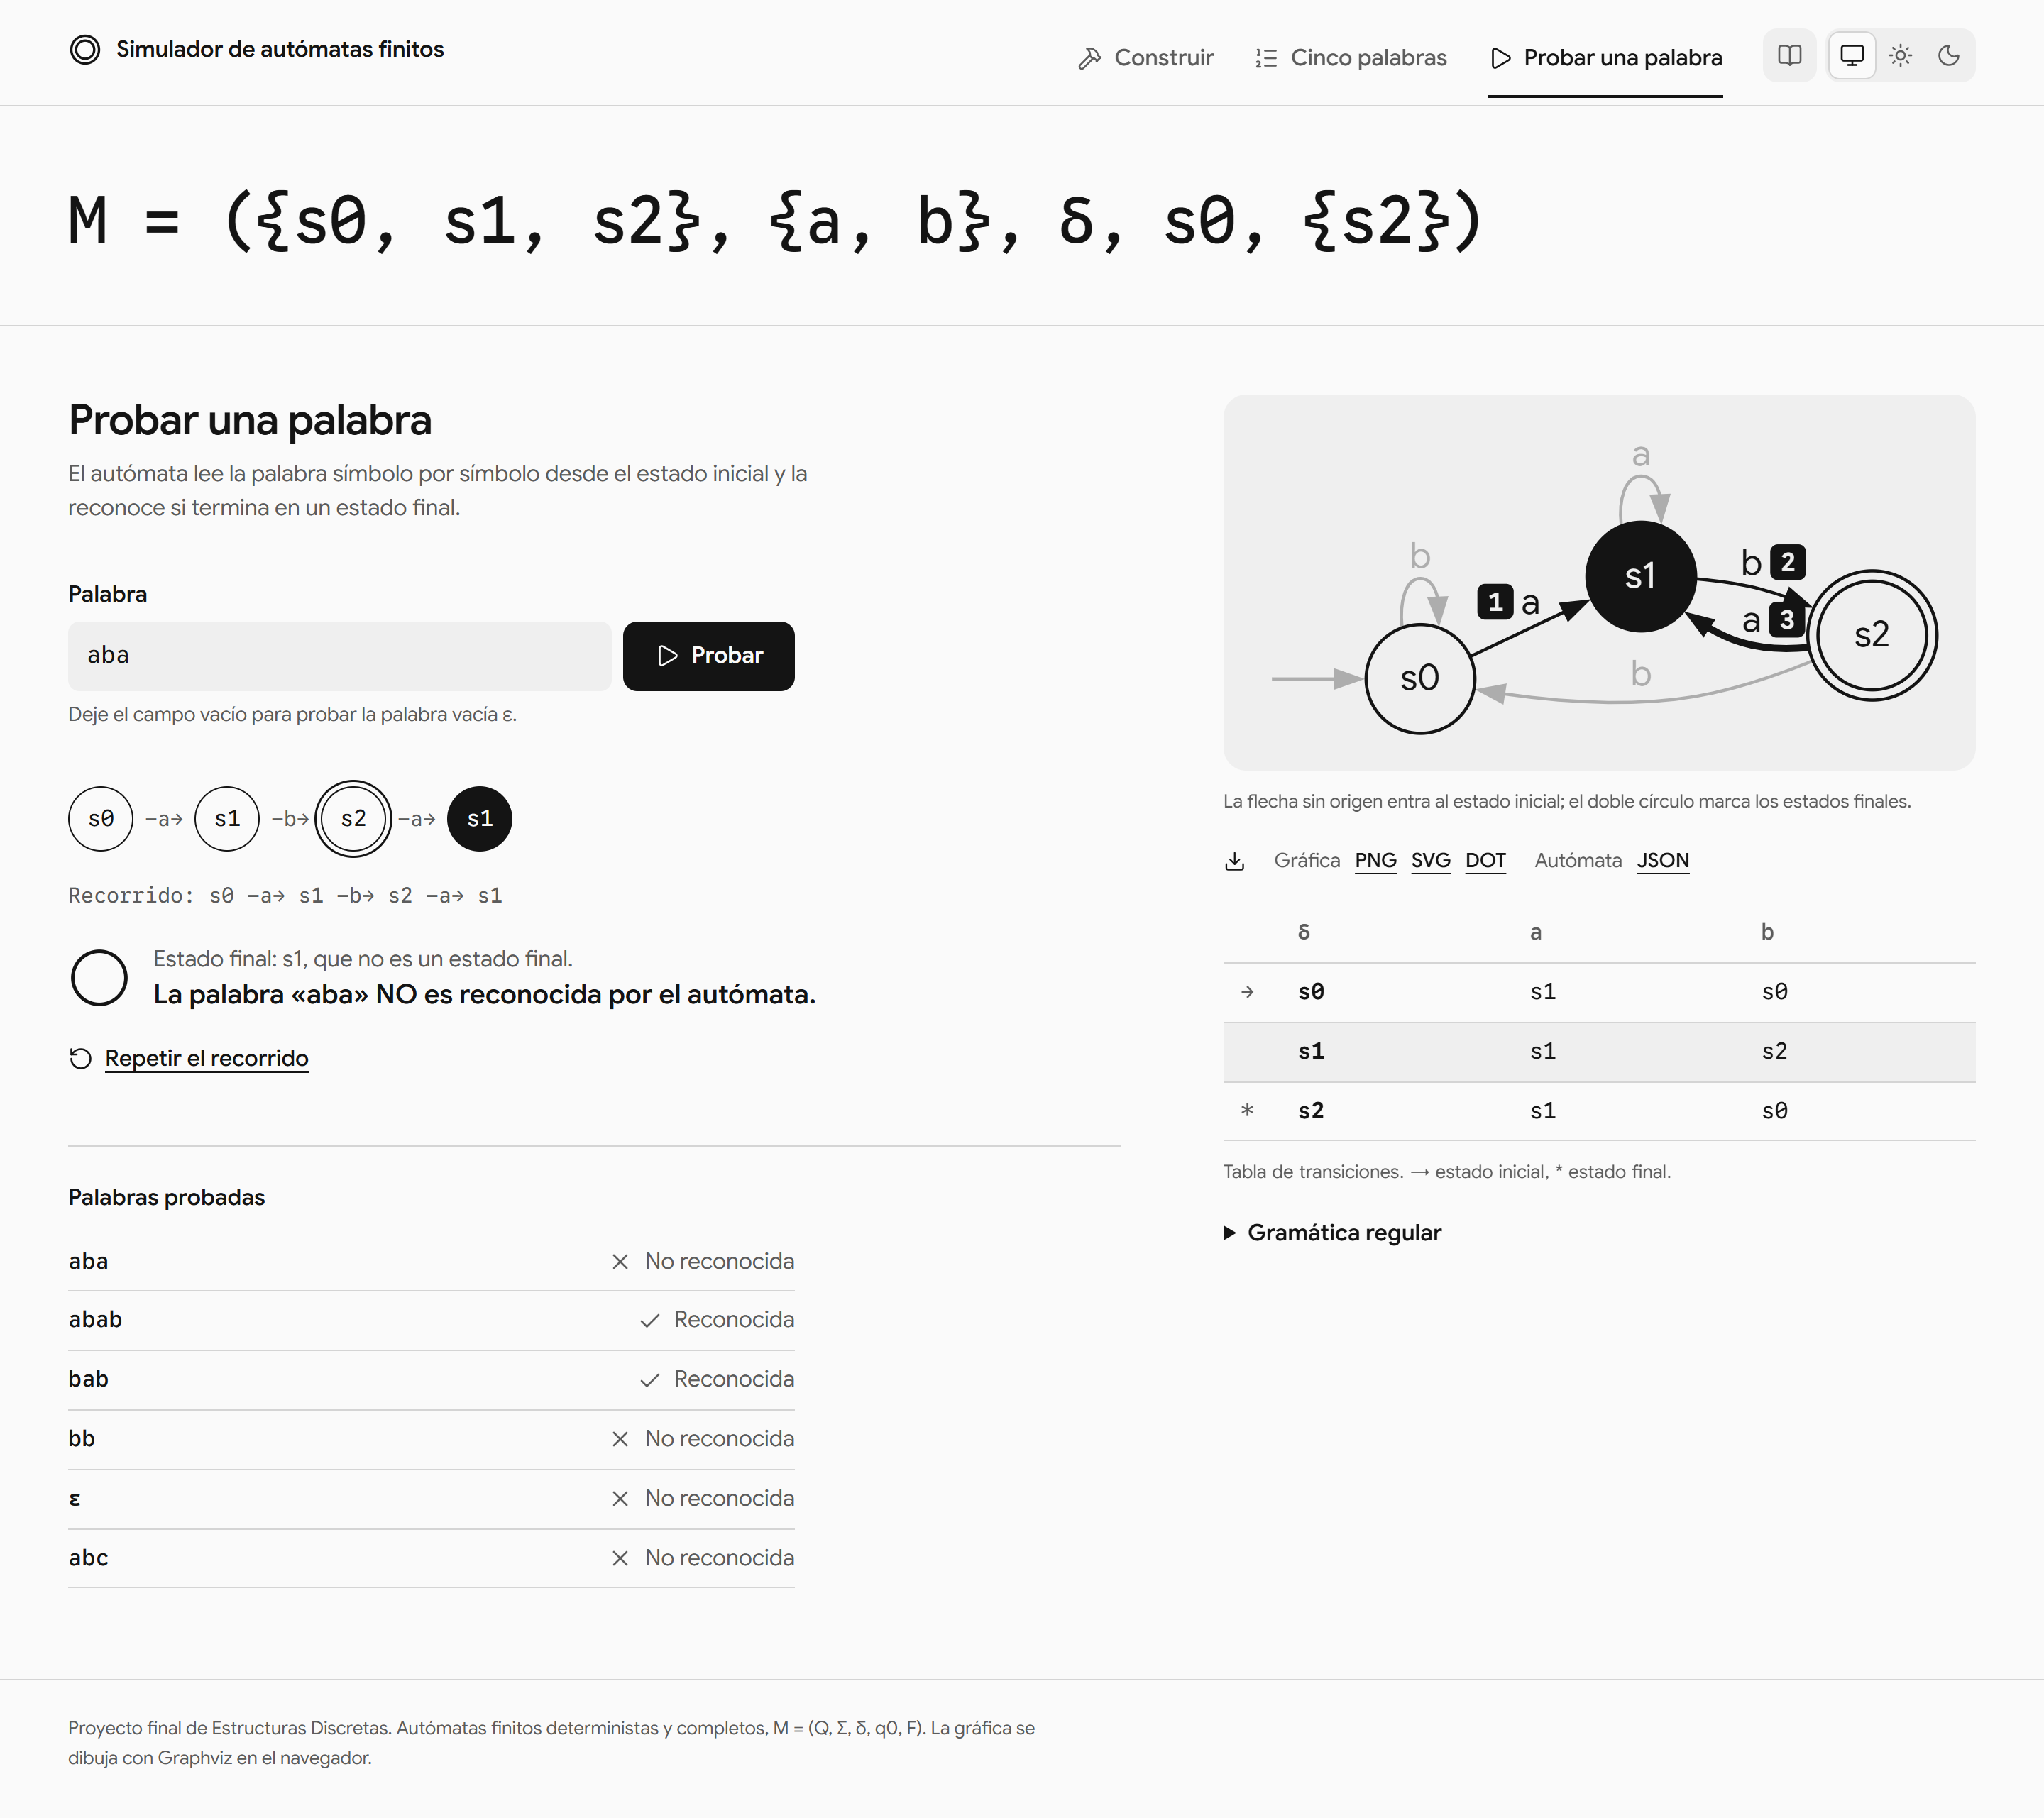 Simulador de autómatas finitos
Construir
Cinco palabras
Probar una palabra
M = ({s0, s1, s2}, {a, b}, δ, s0, {s2})
Probar una palabra
El autómata lee la palabra símbolo por símbolo desde el estado inicial y la
reconoce si termina en un estado final.
Palabra
aba
Probar
Deje el campo vacío para probar la palabra vacía ε.
s0 −a→ s1 −b→ s2 −a→ s1
Recorrido: s0 −a→ s1 −b→ s2 −a→ s1
Estado final: s1, que no es un estado final.
La palabra «aba» NO es reconocida por el autómata.
Repetir el recorrido
Palabras probadas
aba No reconocida
abab Reconocida
bab Reconocida
bb No reconocida
ε No reconocida
abc No reconocida
a
b
1 a
s1
b 2
a 3
s2
s0
b
La flecha sin origen entra al estado inicial; el doble círculo marca los estados finales.
Gráfica PNG SVG DOT Autómata JSON
δ a b
→ s0 s1 s0
s1 s1 s2
* s2 s1 s0
Tabla de transiciones. → estado inicial, * estado final.
Gramática regular
Proyecto final de Estructuras Discretas. Autómatas finitos deterministas y completos, M = (Q, Σ, δ, q0, F). La gráfica se
dibuja con Graphviz en el navegador.